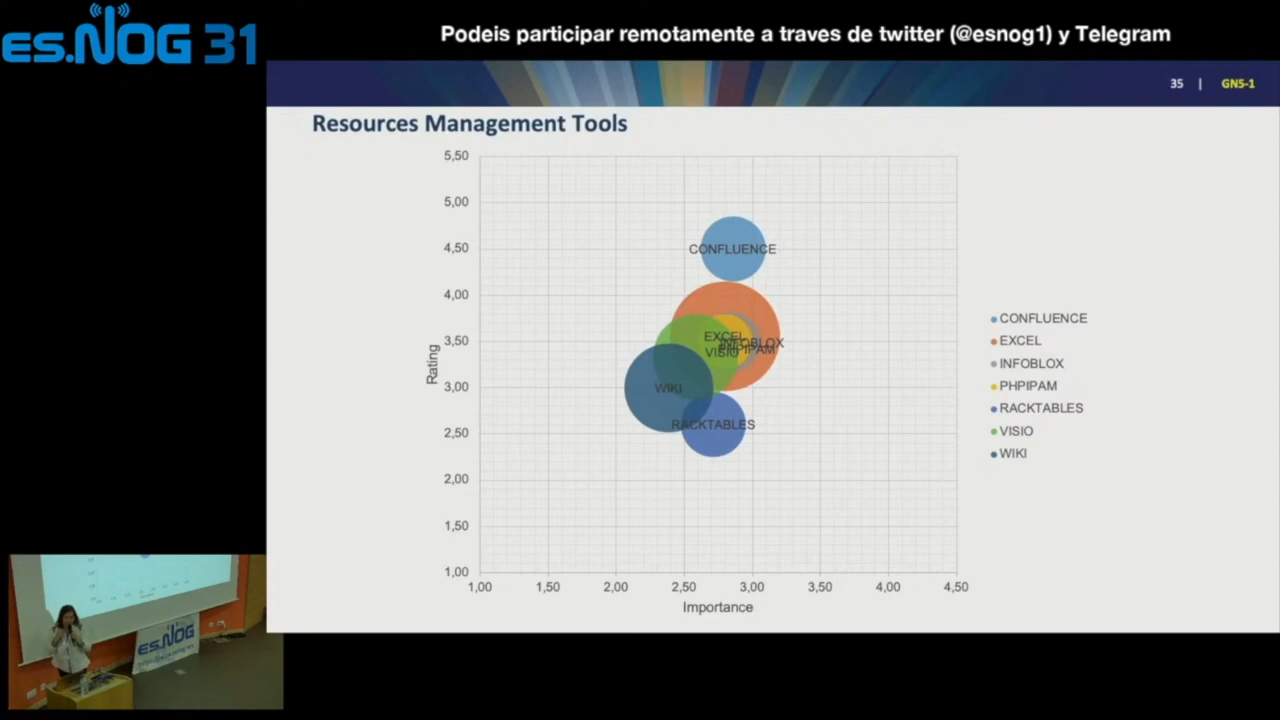 es.NOG 31
Podeis participar remotamente a traves de twitter (@esnog1) y Telegram
35 | GN5-1
Resources Management Tools
5,50
5,00
4,50
4,00
3,50
3,00
2,50
2,00
1,50
1,00
Rating
CONFLUENCE
EXCEL
INFOBLOX
PHPIPAM
VISIO
WIKI
RACKTABLES
1,00 1,50 2,00 2,50 3,00 3,50 4,00 4,50
Importance
CONFLUENCE
EXCEL
INFOBLOX
PHPIPAM
RACKTABLES
VISIO
WIKI
es.NOG